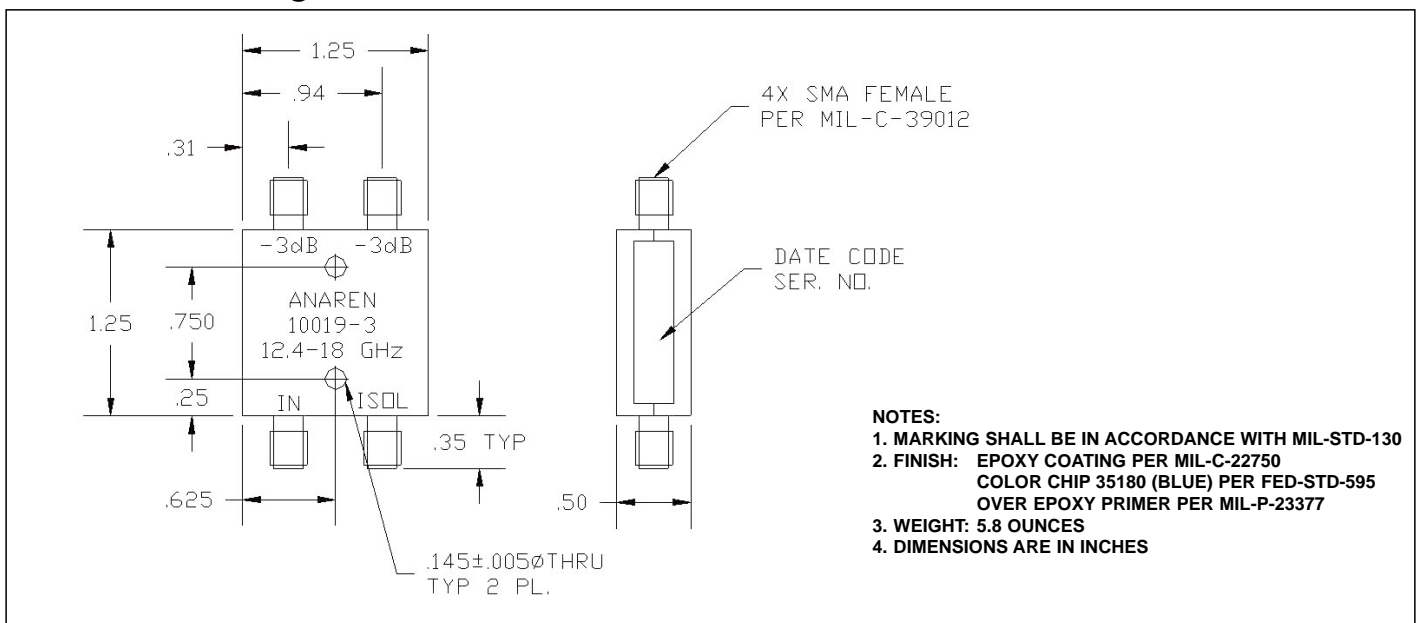 1.25
.94
.31
-3dB -3dB
ANAREN
10019-3
12.4-18 GHz
IN ISOL
1.25
.750
.25
.35 TYP
.625
.145±.005øTHRU
TYP 2 PL.
4X SMA FEMALE
PER MIL-C-39012
DATE CODE
SER. NO.
.50
NOTES:
1. MARKING SHALL BE IN ACCORDANCE WITH MIL-STD-130
2. FINISH: EPOXY COATING PER MIL-C-22750
COLOR CHIP 35180 (BLUE) PER FED-STD-595
OVER EPOXY PRIMER PER MIL-P-23377
3. WEIGHT: 5.8 OUNCES
4. DIMENSIONS ARE IN INCHES